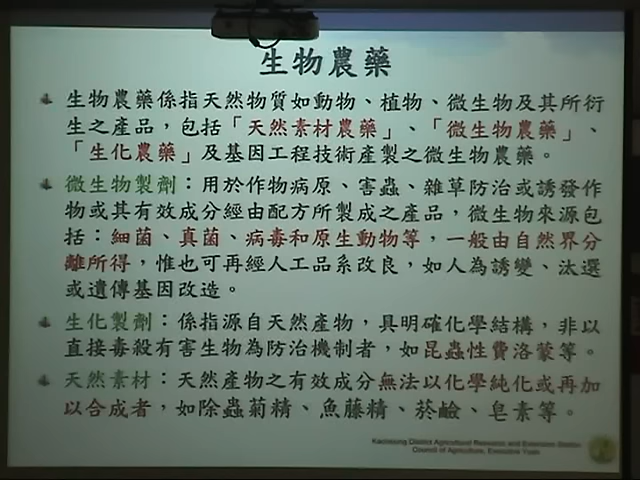 生物農藥
生物農藥係指天然物質如動物、植物、微生物及其所衍
生之產品，包括「天然素材農藥」、「微生物農藥」、
「生化農藥」及基因工程技術產製之微生物農藥。
微生物製劑：用於作物病原、害蟲、雜草防治或誘發作
物或其有效成分經由配方所製成之產品，微生物來源包
括：細菌、真菌、病毒和原生動物等，一般由自然界分
離所得，惟也可再經人工品系改良，如人為誘變、汰選
或遺傳基因改造。
生化製劑：係指源自天然產物，具明確化學結構，非以
直接毒殺有害生物為防治機制者，如昆蟲性費洛蒙等。
天然素材：天然產物之有效成分無法以化學純化或再加
以合成者，如除蟲菊精、魚藤精、菸鹼、皂素等。
Kaohsiung District Agricultural Research and Extension Station
Council of Agriculture, Executive Yuan